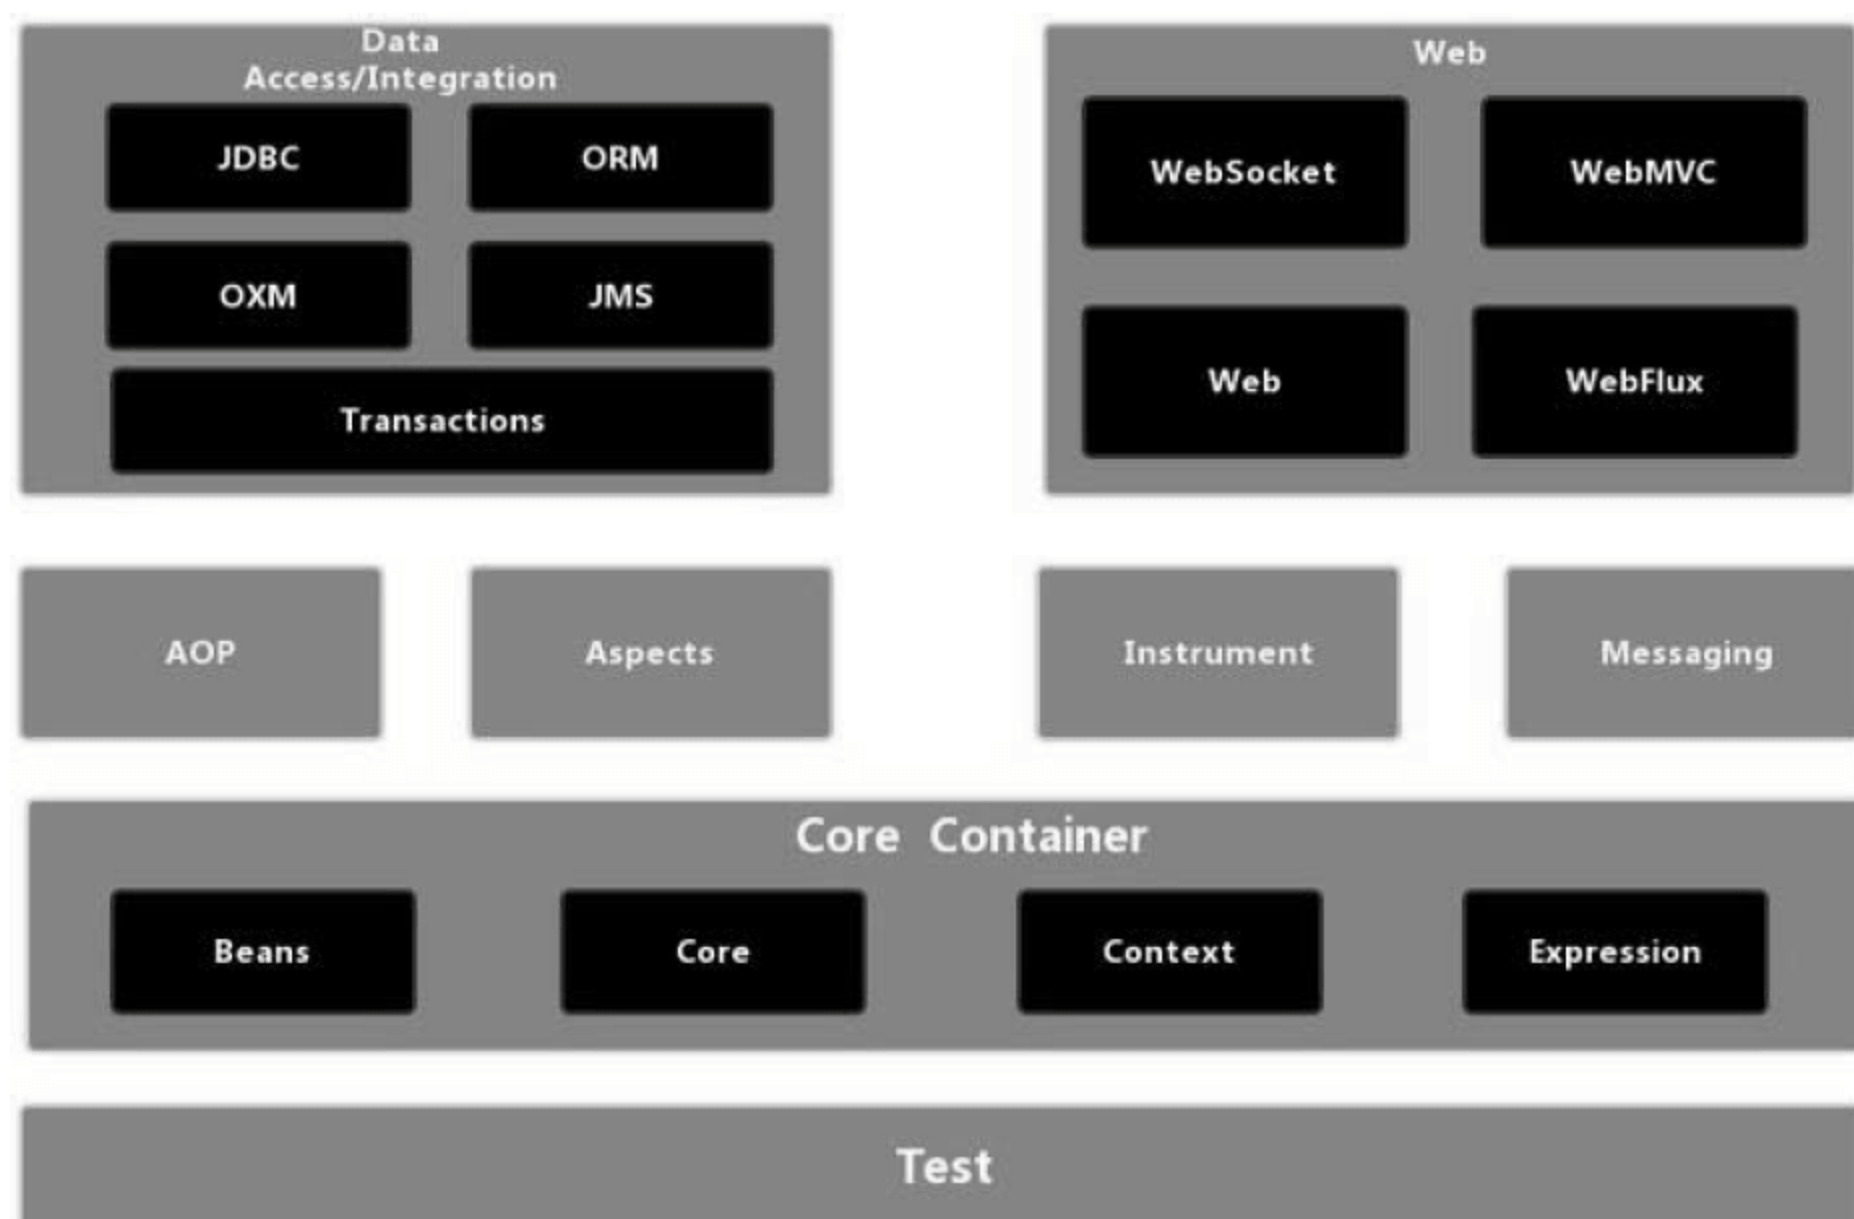 Data
Access/Integration
JDBC
ORM
OXM
JMS
Transactions
Web
WebSocket
WebMVC
Web
WebFlux
AOP
Aspects
Instrument
Messaging
Core Container
Beans
Core
Context
Expression
Test